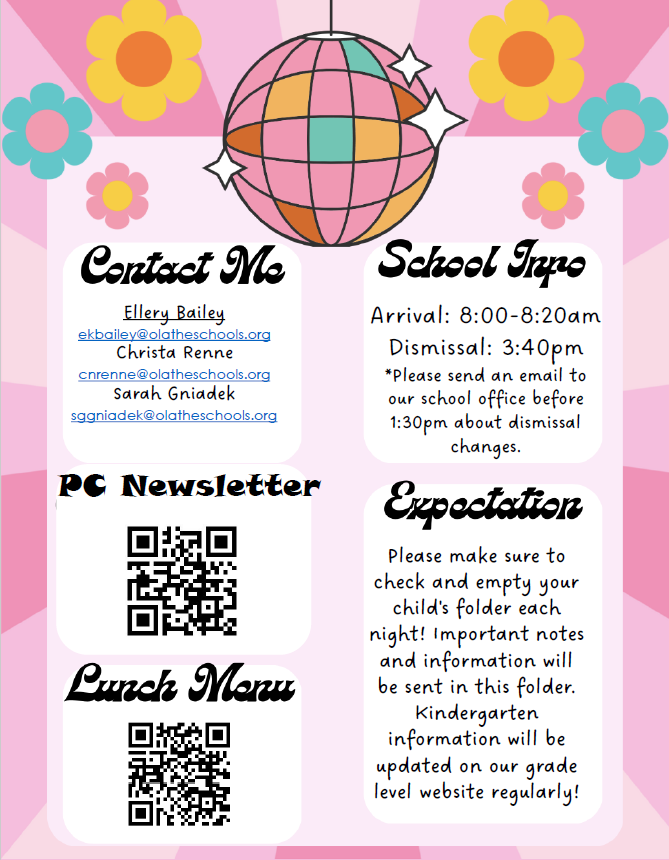 Contact Me
Ellery Bailey
ekbailey@olatheschools.org
Christa Renne
cnrenne@olatheschools.org
Sarah Gniadek
sggniadek@olatheschools.org
PC Newsletter
Lunch Menu
School Info
Arrival: 8:00-8:20am
Dismissal: 3:40pm
*Please send an email to
our school office before
1:30pm about dismissal
changes.
Expectation
Please make sure to
check and empty your
child's folder each
night! Important notes
and information will
be sent in this folder.
Kindergarten
information will be
updated on our grade
level website regularly!